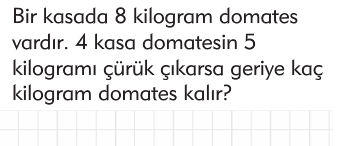 Bir kasada 8 kilogram domates
vardır. 4 kasa domatesin 5
kilogramı çürük çıkarsa geriye kaç
kilogram domates kalır?